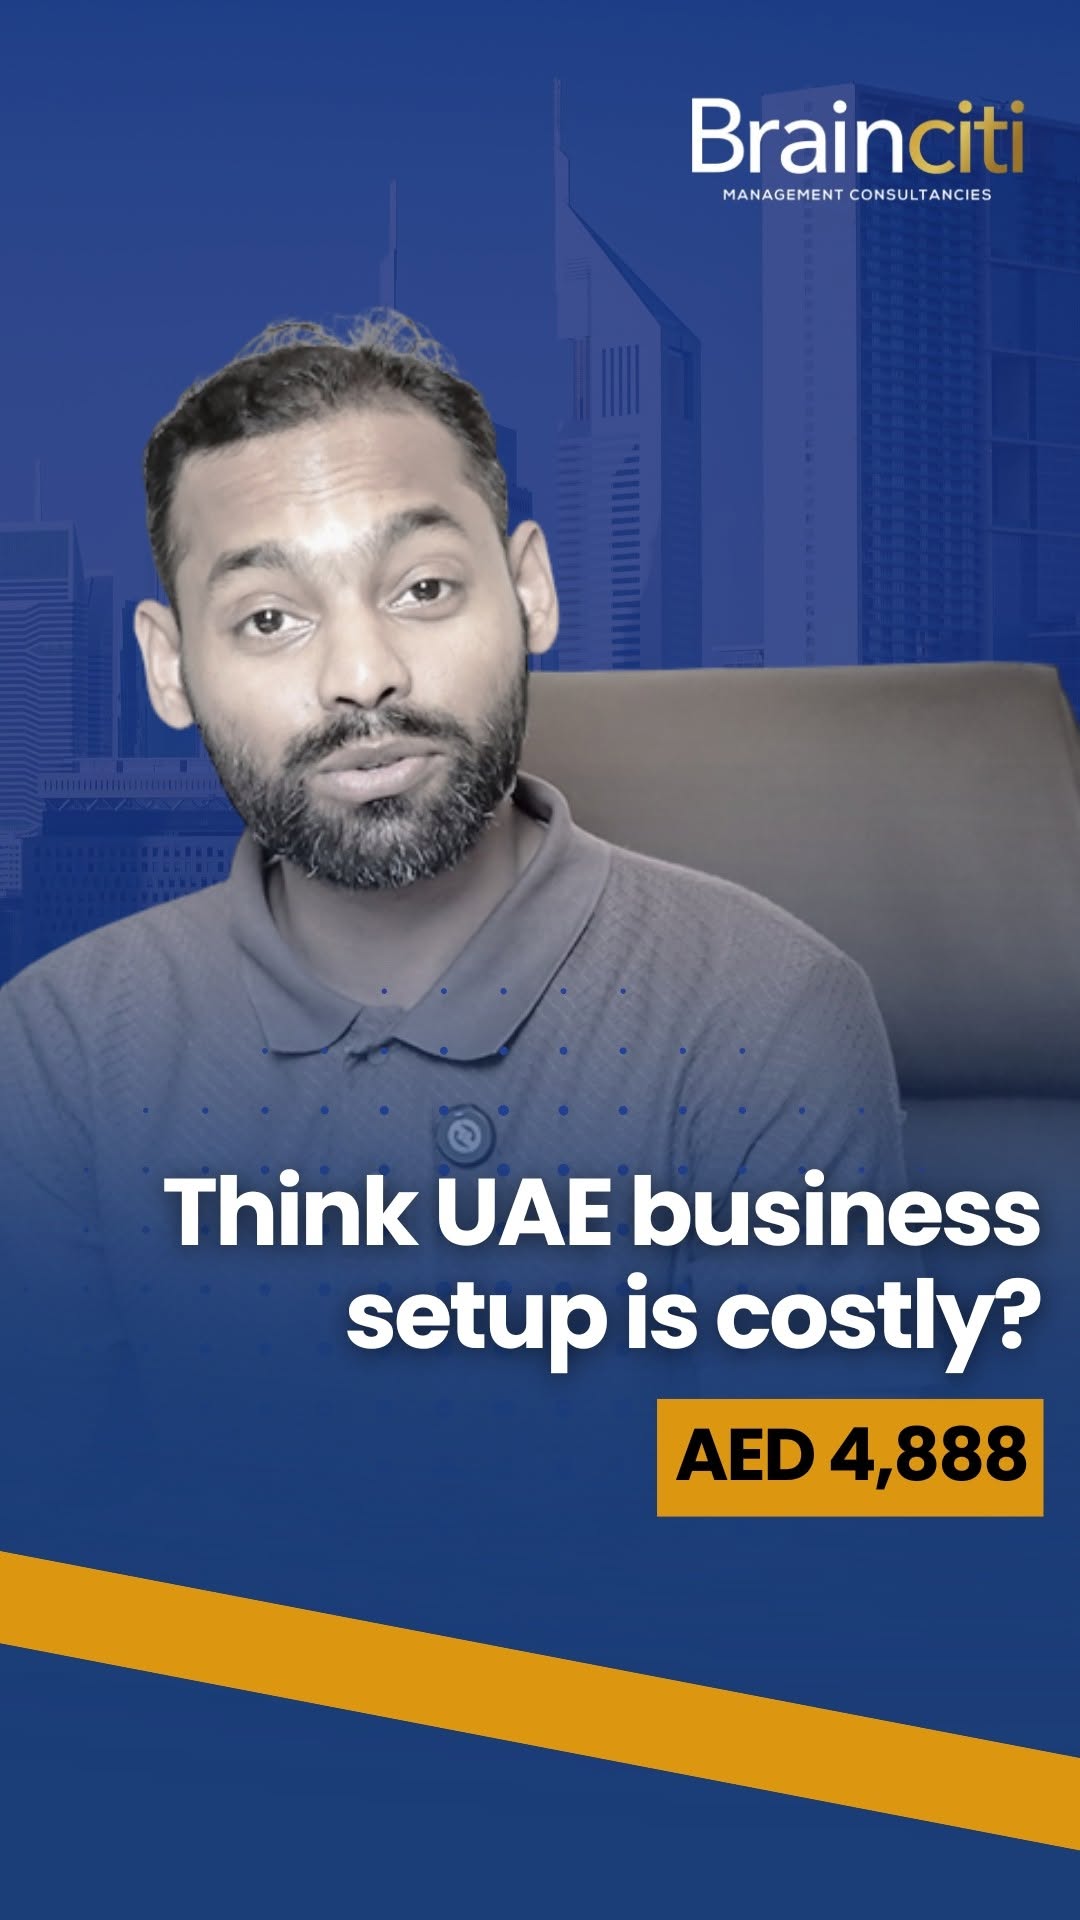 Brainciti
MANAGEMENT CONSULTANCIES
Think UAE business
setup is costly?
AED 4,888